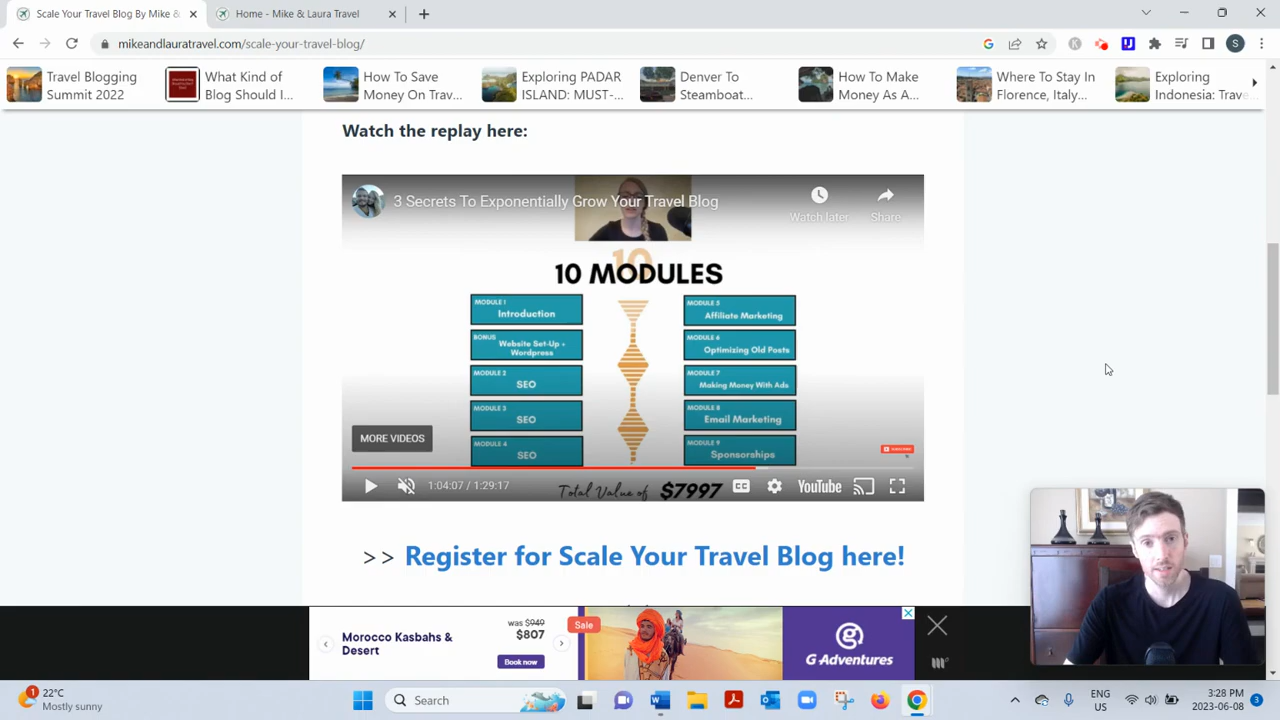 Scale Your Travel Blog By Mike &
Home - Mike & Laura Travel
mikeandlauratravel.com/scale-your-travel-blog/
Travel Blogging
Summit 2022
What Kind of
Blog Should I...
How To Save
Money On Trav...
Exploring PADAR
ISLAND: MUST-...
Denver To
Steamboat...
How To Make
Money As A...
Where To Stay In
Florence, Italy...
Exploring
Indonesia: Trave...
Watch the replay here:
3 Secrets To Exponentially Grow Your Travel Blog
Watch later
Share
10
10 MODULES
MODULE 1
Introduction
BONUS
Website Set-Up +
Wordpress
MODULE 2
SEO
MODULE 3
SEO
MODULE 4
SEO
MODULE 5
Affiliate Marketing
MODULE 6
Optimizing Old Posts
MODULE 7
Making Money With Ads
MODULE 8
Email Marketing
MODULE 9
Sponsorships
MORE VIDEOS
1:04:07 / 1:29:17
Total Value of $7997
CC
YouTube
>> Register for Scale Your Travel Blog here!
Morocco Kasbahs &
Desert
was $949
$807
Book now
Sale
G Adventures
22°C
Mostly sunny
1
Search
ENG
US
3:28 PM
2023-06-08
3